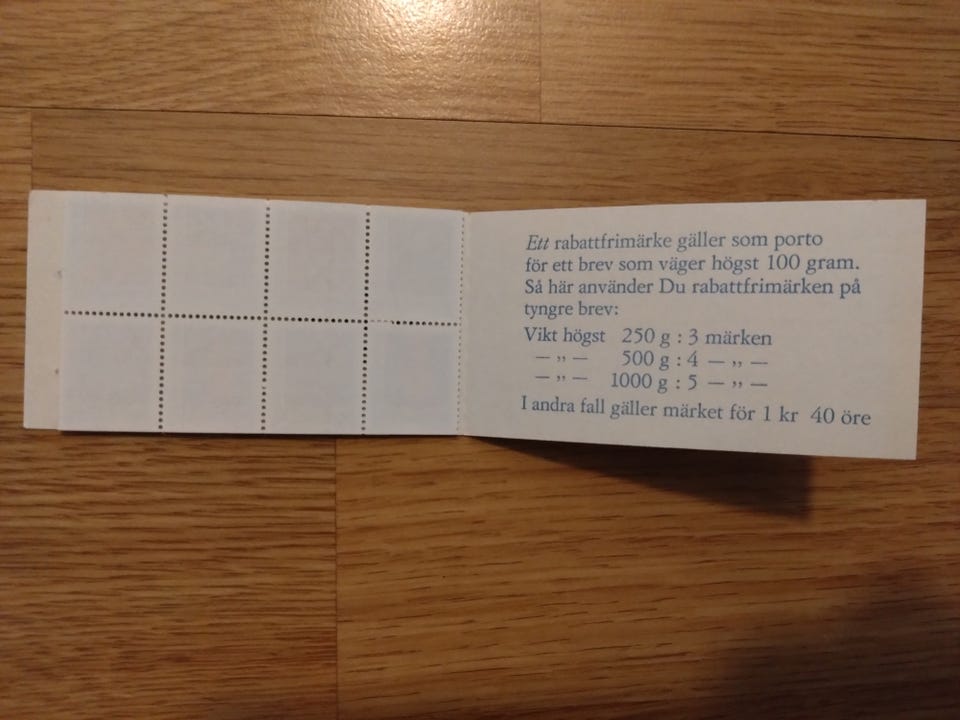 Ett rabattfrimärke gäller som porto
för ett brev som väger högst 100 gram.
Så här använder Du rabattfrimärken på
tyngre brev:
Vikt högst 250 g : 3 märken
— „ — 500 g : 4 — „ —
— „ — 1000 g : 5 — „ —
I andra fall gäller märket för 1 kr 40 öre